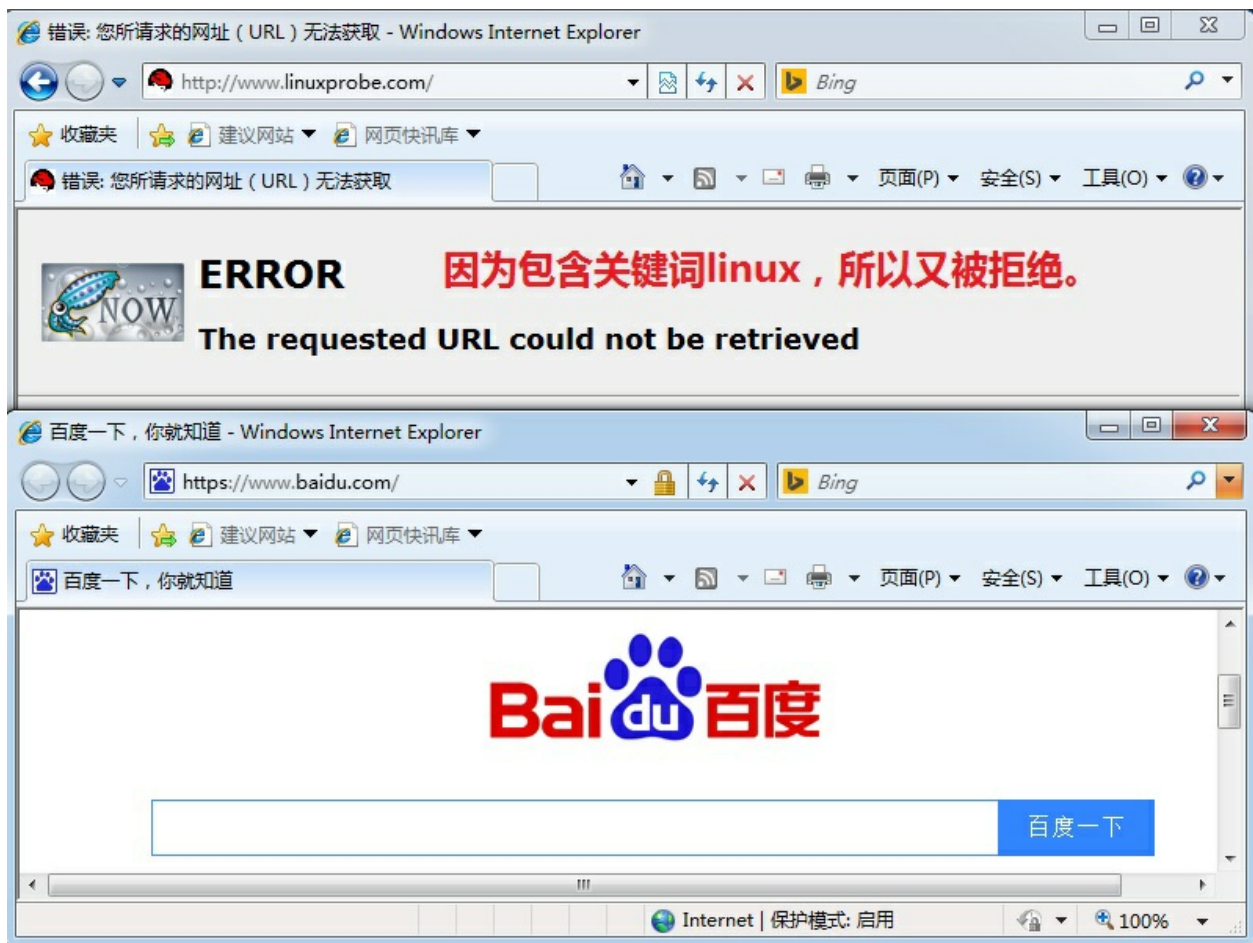 错误: 您所请求的网址（URL）无法获取 - Windows Internet Explorer
http://www.linuxprobe.com/
Bing
收藏夹 建议网站 网页快讯库
错误: 您所请求的网址（URL）无法获取
页面(P) 安全(S) 工具(O)
NOW
ERROR
因为包含关键词linux，所以又被拒绝。
The requested URL could not be retrieved
百度一下，你就知道 - Windows Internet Explorer
https://www.baidu.com/
Bing
收藏夹 建议网站 网页快讯库
百度一下，你就知道
页面(P) 安全(S) 工具(O)
Bai du 百度
百度一下
Internet | 保护模式: 启用
100%